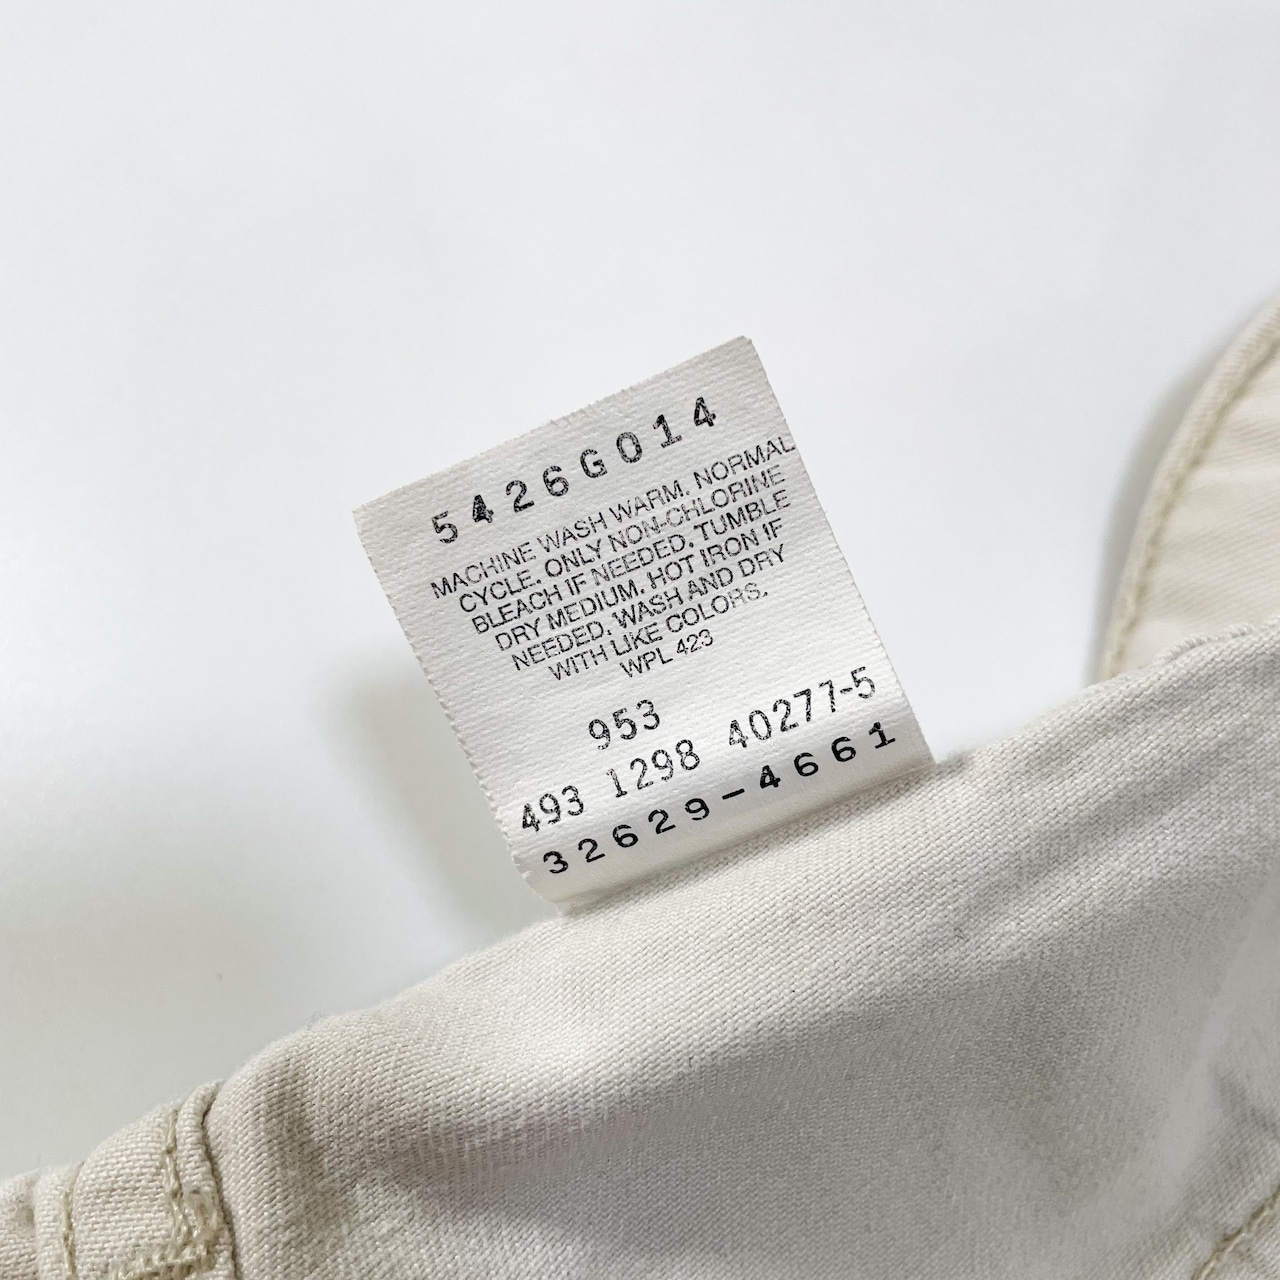 5426G014
MACHINE WASH WARM. NORMAL
CYCLE. ONLY NON-CHLORINE
BLEACH IF NEEDED. TUMBLE
DRY MEDIUM. HOT IRON IF
NEEDED. WASH AND DRY
WITH LIKE COLORS.
WPL 423
953
493 1298 40277-5
32629-4661